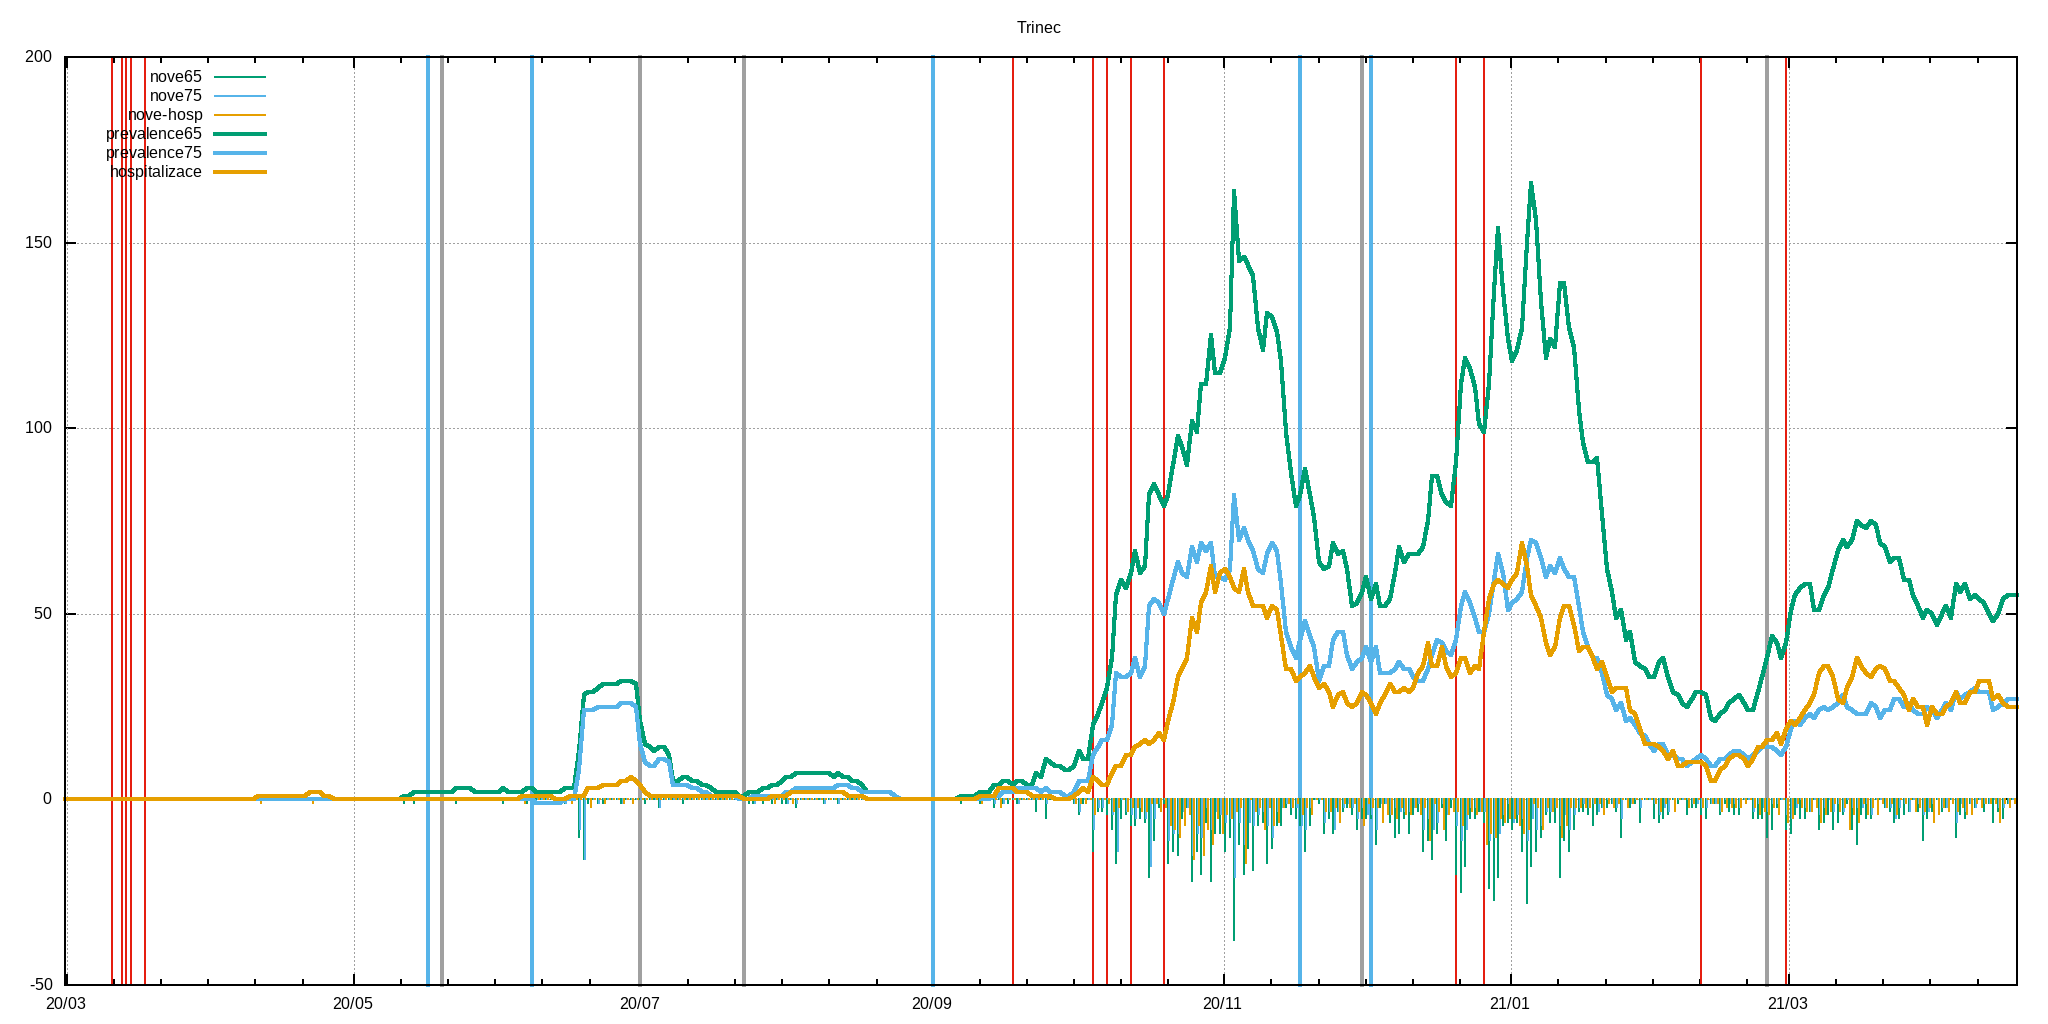 Trinec
200
150
100
50
0
-50
nove65
nove75
nove-hosp
prevalence65
prevalence75
hospitalizace
20/03 20/05 20/07 20/09 20/11 21/01 21/03